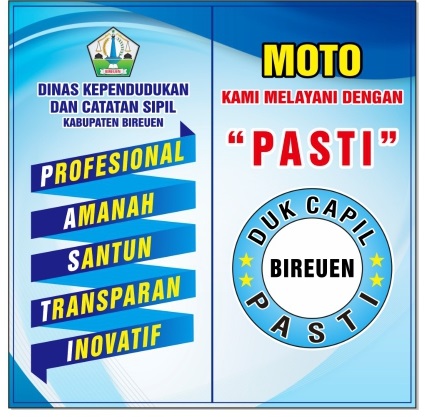 BIREUEN
DINAS KEPENDUDUKAN
DAN CATATAN SIPIL
KABUPATEN BIREUEN
PROFESIONAL
AMANAH
SANTUN
TRANSPARAN
INOVATIF
MOTO
KAMI MELAYANI DENGAN
“PASTI”
DUK CAPIL
BIREUEN
PASTI